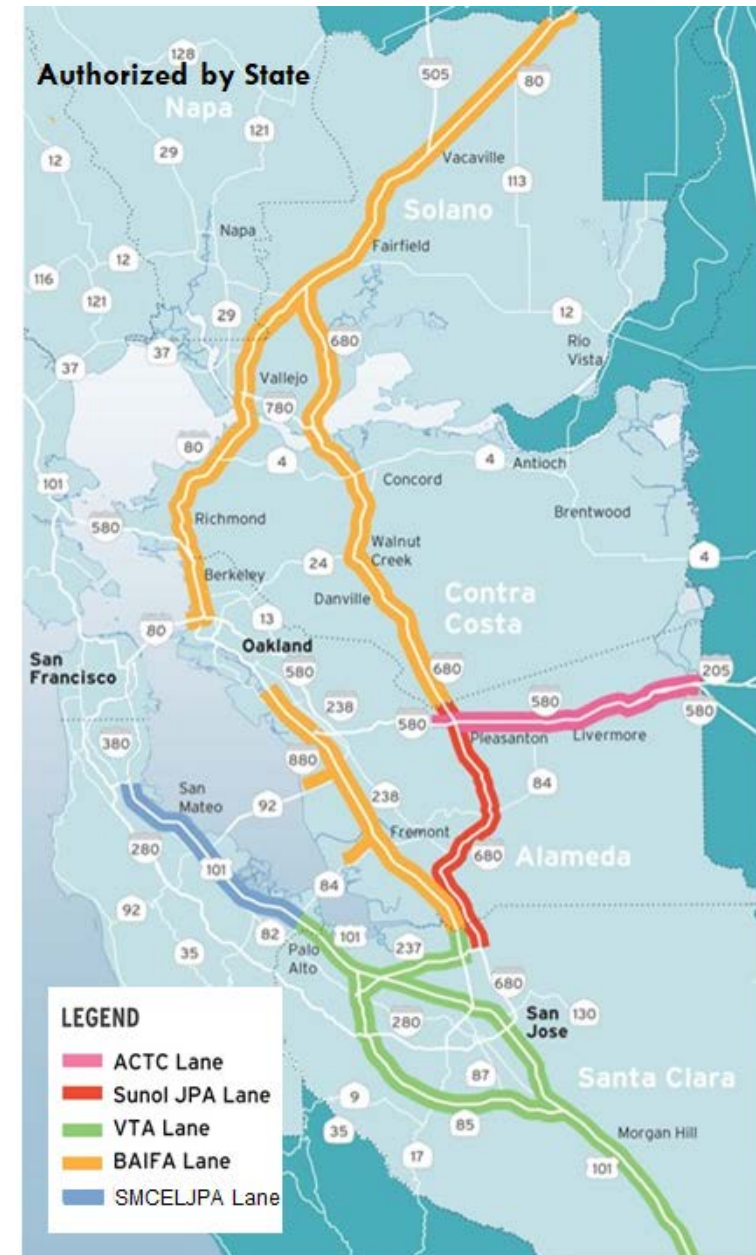 128
Authorized by State
505
80
Napa
121
29
12
Vacaville
113
Solano
Napa
Fairfield
12
116
121
29
12
680
Rio
Vista
37
37
Vallejo
780
80
4
4
Antioch
101
Concord
Richmond
Brentwood
580
Walnut
Creek
24
4
Berkeley
Danville
Contra
Costa
13
80
Oakland
San
Francisco
580
680
205
238
580
580
580
Pleasanton
Livermore
380
880
San
Mateo
92
238
84
280
Fremont
680
Alameda
101
84
92
82
101
237
35
Palo
Alto
680
LEGEND
280
San
Jose
130
ACTC Lane
Sunol JPA Lane
87
Santa Clara
9
VTA Lane
35
85
Morgan Hill
BAIFA Lane
17
101
SMCELJPA Lane